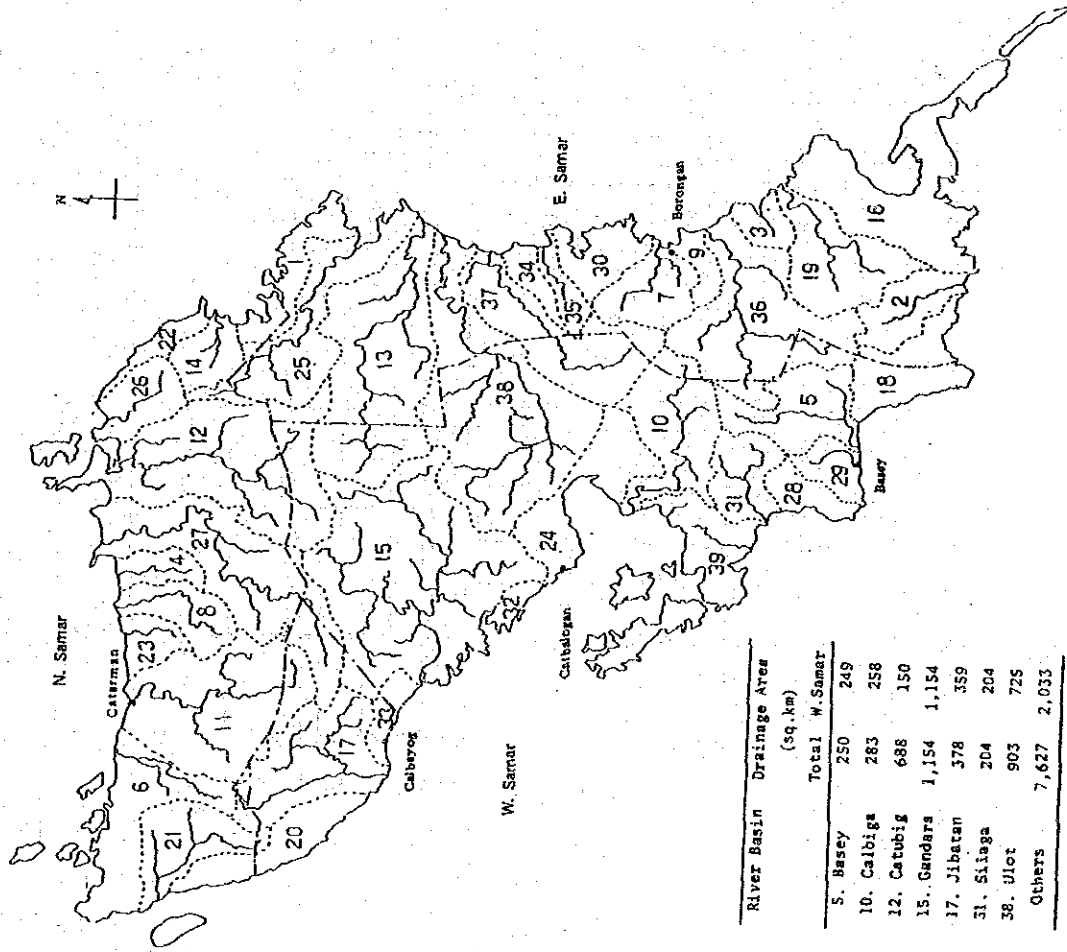 N
N. Samar
Catarman
E. Samar
Borongan
Basey
Catbalogan
Calbayog
W. Samar
26
22
14
1
12
25
4
27
8
23
11
6
21
20
17
33
13
15
38
37
34
35
30
7
9
3
36
19
16
2
18
5
10
24
32
31
28
29
39
River Basin Drainage Area
(sq.km)
Total W.Samar
5. Basey 250 249
10. Calbiga 283 258
12. Catubig 688 150
15. Gandara 1,154 1,154
17. Jibatan 378 359
31. Silaga 204 204
38. Ulot 903 725
Others 7,627 2,033